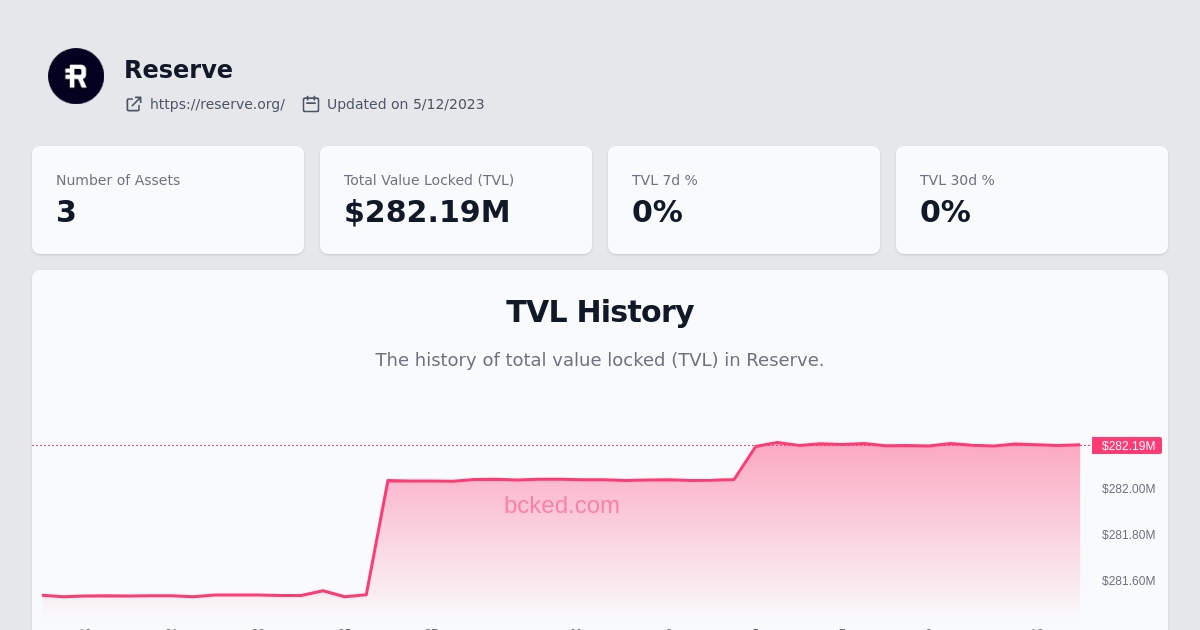 Reserve
https://reserve.org/ Updated on 5/12/2023
Number of Assets
3
Total Value Locked (TVL)
$282.19M
TVL 7d %
0%
TVL 30d %
0%
TVL History
The history of total value locked (TVL) in Reserve.
$282.19M
$282.00M
bcked.com
$281.80M
$281.60M